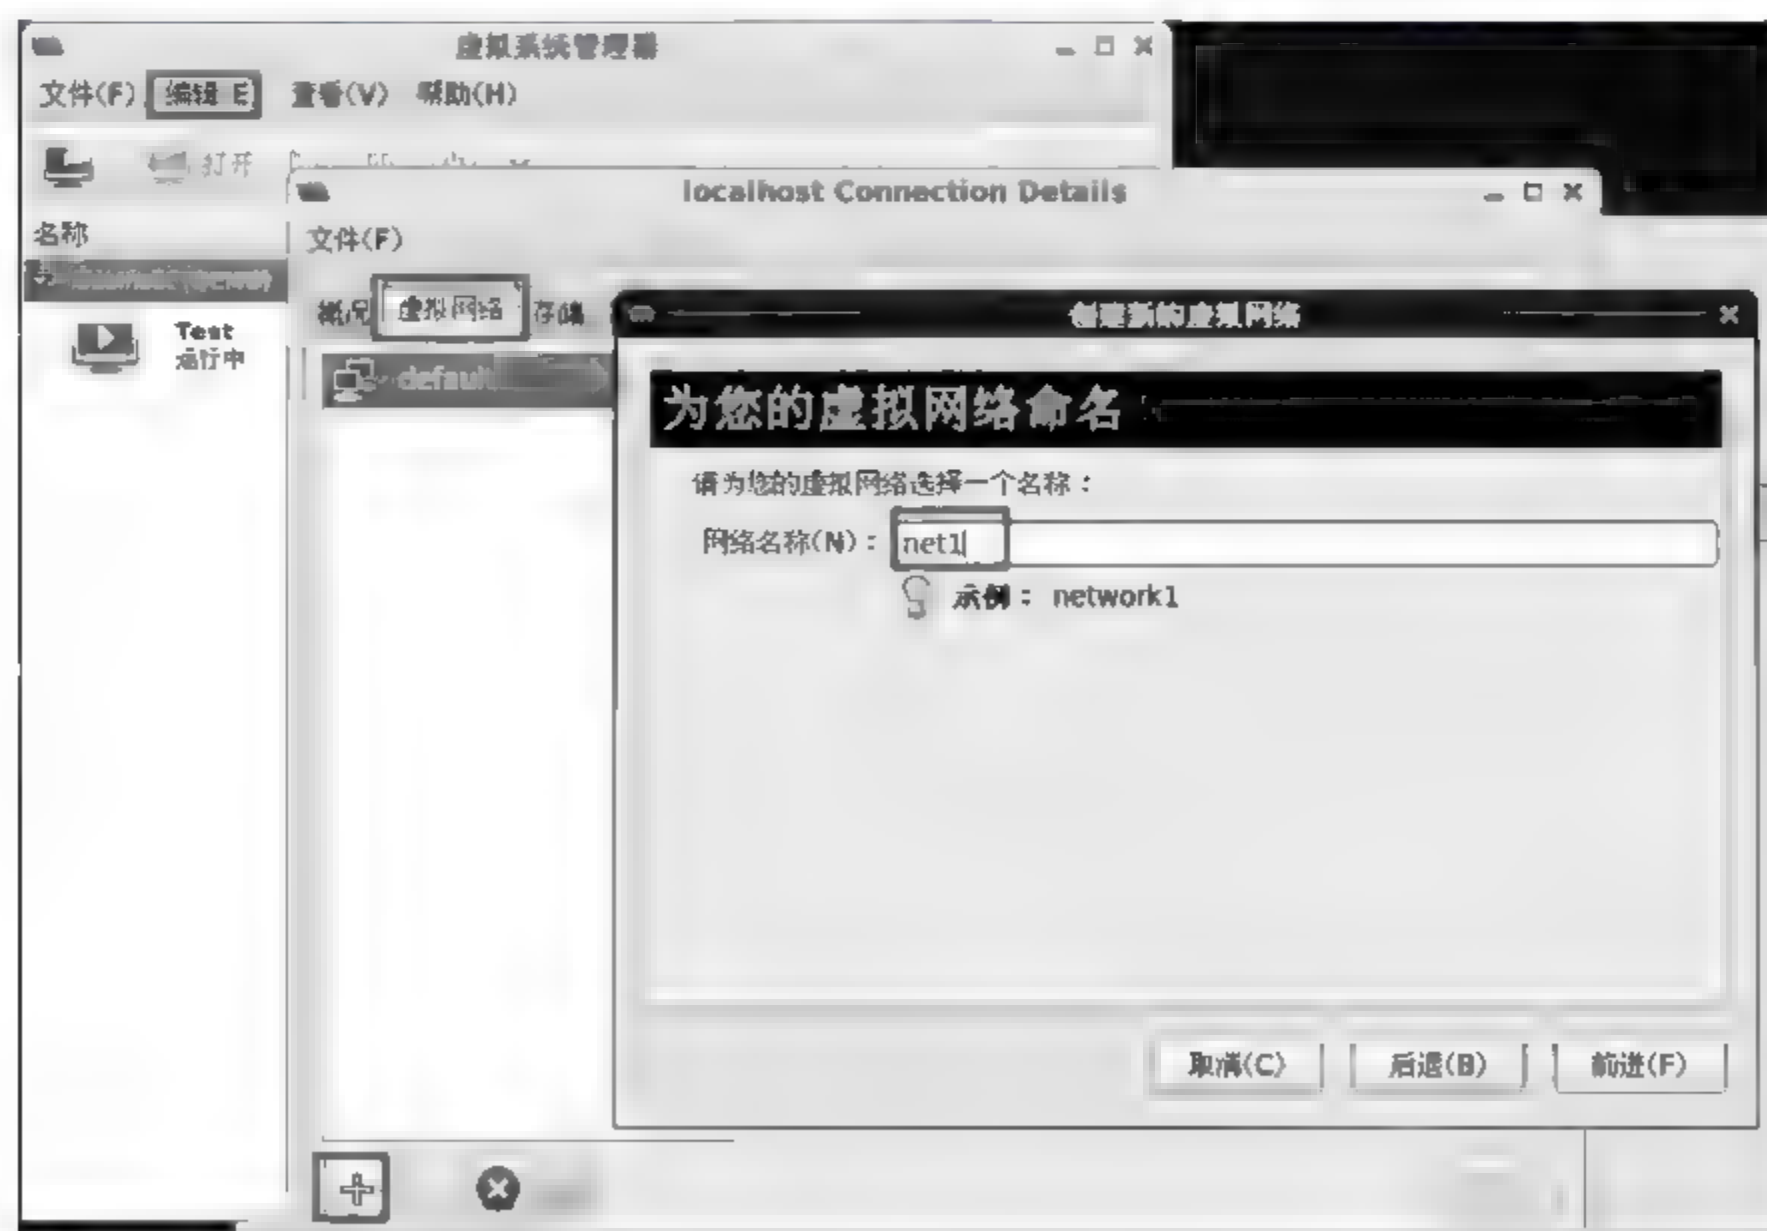 虚拟系统管理器
文件(F) 编辑 E) 查看(V) 帮助(H)
打开
localhost Connection Details
名称
文件(F)
概况 虚拟网络 存储
创建新的虚拟网络
Test
运行中
default
为您的虚拟网络命名
请为您的虚拟网络选择一个名称：
网络名称(N)： net1
示例： network1
取消(C) 后退(B) 前进(F)